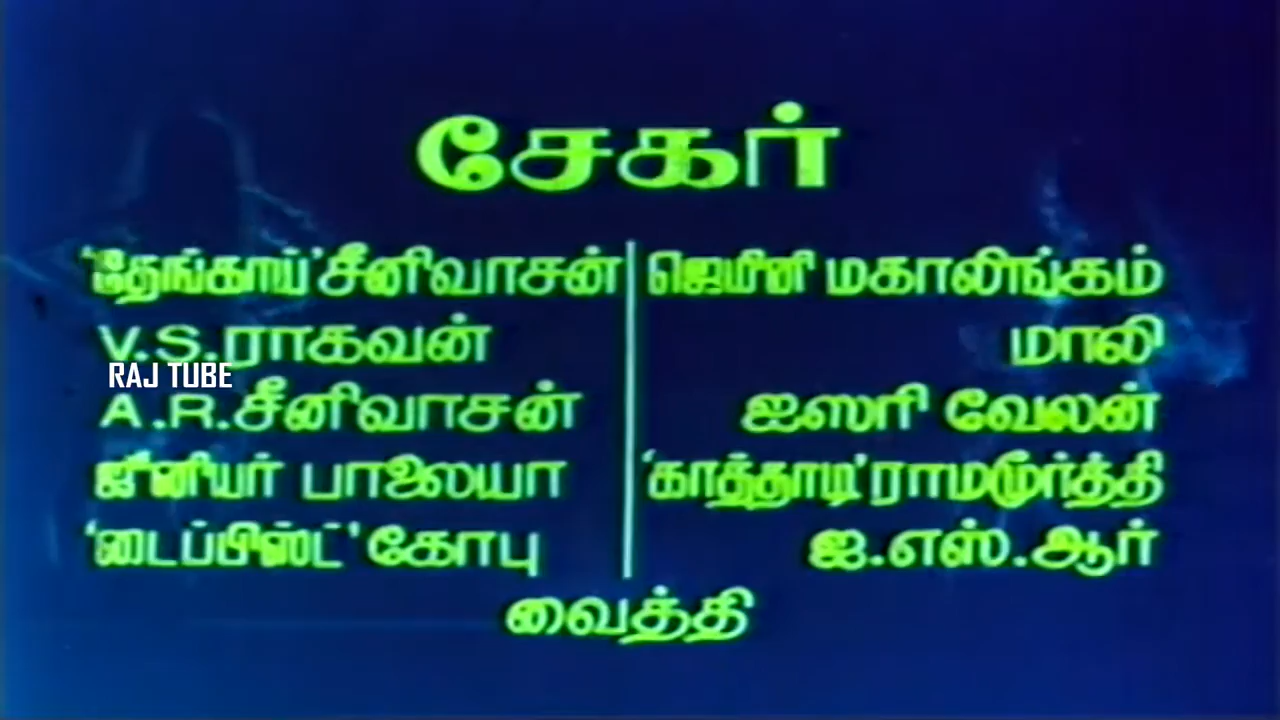 சேகர்
'தேங்காய்' சீனிவாசன்
V.S.ராகவன்
RAJ TUBE
A.R.சீனிவாசன்
ஜீனியர் பாலையா
'டைப்பிஸ்ட்' கோபு
ஜெமினி மகாலிங்கம்
மாலி
ஐஸரி வேலன்
'காத்தாடி' ராமமூர்த்தி
ஐ.எஸ்.ஆர்
வைத்தி